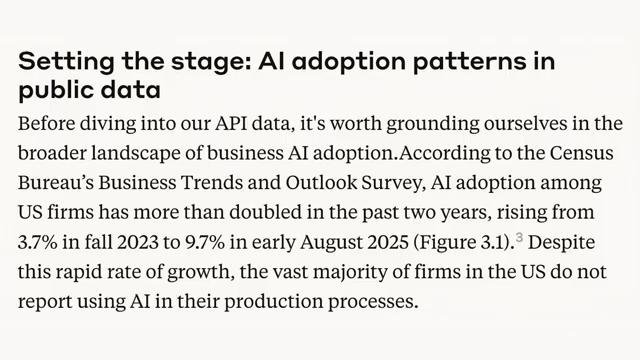 Setting the stage: AI adoption patterns in
public data
Before diving into our API data, it's worth grounding ourselves in the
broader landscape of business AI adoption.According to the Census
Bureau’s Business Trends and Outlook Survey, AI adoption among
US firms has more than doubled in the past two years, rising from
3.7% in fall 2023 to 9.7% in early August 2025 (Figure 3.1).³ Despite
this rapid rate of growth, the vast majority of firms in the US do not
report using AI in their production processes.